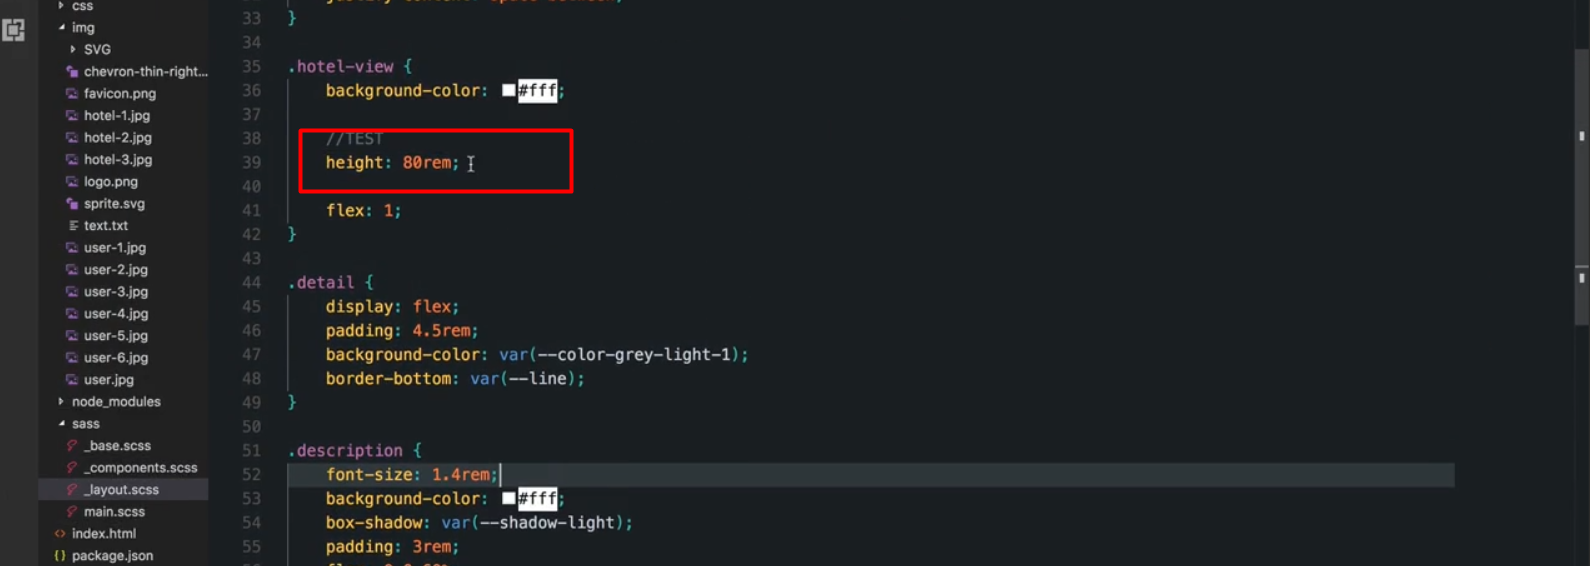 css
img
SVG
chevron-thin-right...
favicon.png
hotel-1.jpg
hotel-2.jpg
hotel-3.jpg
logo.png
sprite.svg
text.txt
user-1.jpg
user-2.jpg
user-3.jpg
user-4.jpg
user-5.jpg
user-6.jpg
user.jpg
node_modules
sass
_base.scss
_components.scss
_layout.scss
main.scss
index.html
{} package.json
33 }
34
35 .hotel-view {
36 background-color: #fff;
37
38 //TEST
39 height: 80rem;
40
41 flex: 1;
42 }
43
44 .detail {
45 display: flex;
46 padding: 4.5rem;
47 background-color: var(--color-grey-light-1);
48 border-bottom: var(--line);
49 }
50
51 .description {
52 font-size: 1.4rem;
53 background-color: #fff;
54 box-shadow: var(--shadow-light);
55 padding: 3rem;